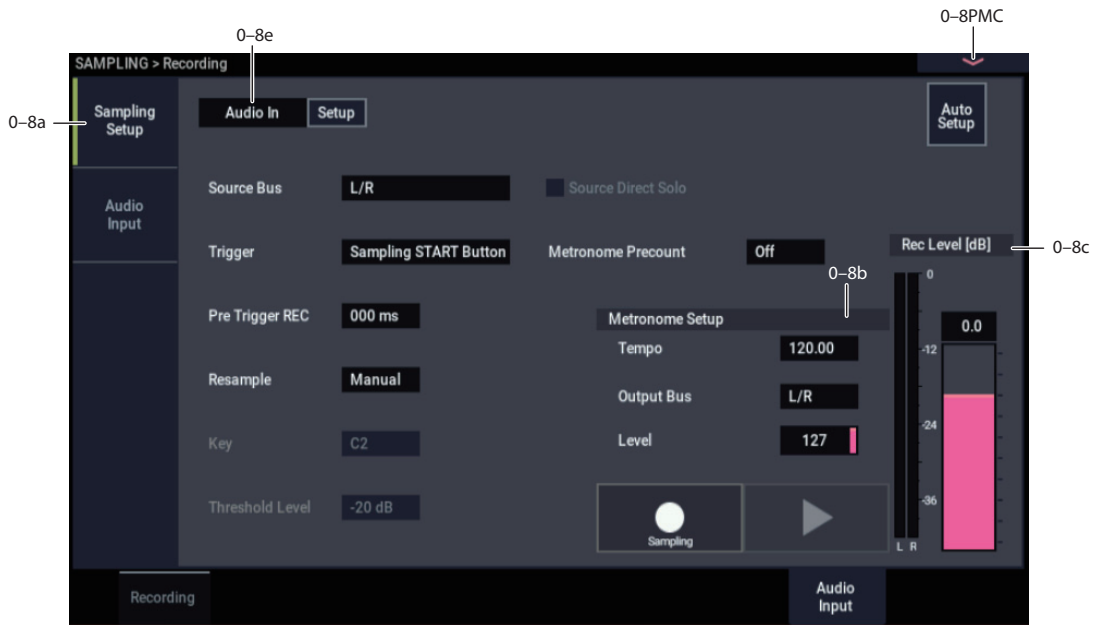 0–8PMC
0–8e
SAMPLING > Recording
0–8a
Sampling
Setup
Audio In
Setup
Auto
Setup
Audio
Input
Source Bus
L/R
Source Direct Solo
Trigger
Sampling START Button
Metronome Precount
Off
Rec Level [dB]
0–8c
0–8b
0
Pre Trigger REC
000 ms
Metronome Setup
0.0
Tempo
120.00
-12
Resample
Manual
Output Bus
L/R
-24
Key
C2
Level
127
Threshold Level
-20 dB
-36
Sampling
L R
Recording
Audio
Input